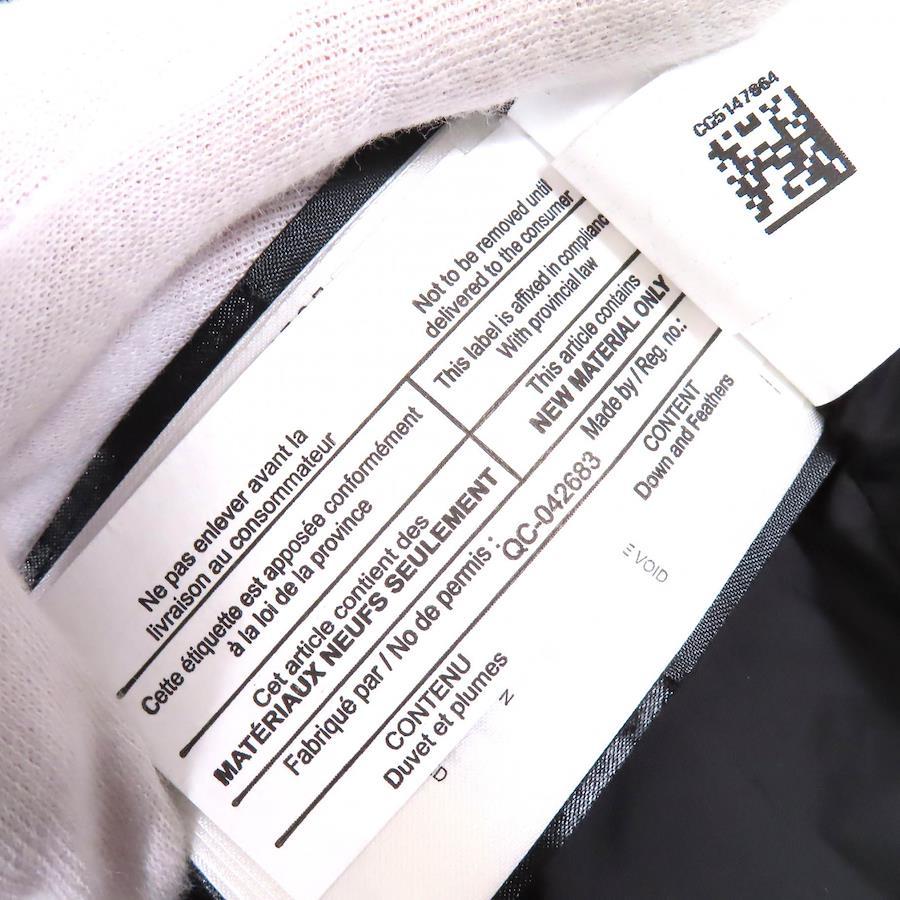 CC5147964
Not to be removed until
delivered to the consumer
This label is affixed in compliance
With provincial law
This article contains
NEW MATERIAL ONLY
Made by / Reg. no.:
CONTENT
Down and Feathers
Ne pas enlever avant la
livraison au consommateur
Cette étiquette est apposée conformément
à la loi de la province
Cet article contient des
MATÉRIAUX NEUFS SEULEMENT
Fabriqué par / No de permis :
QC-042683
CONTENU
Duvet et plumes
VOID